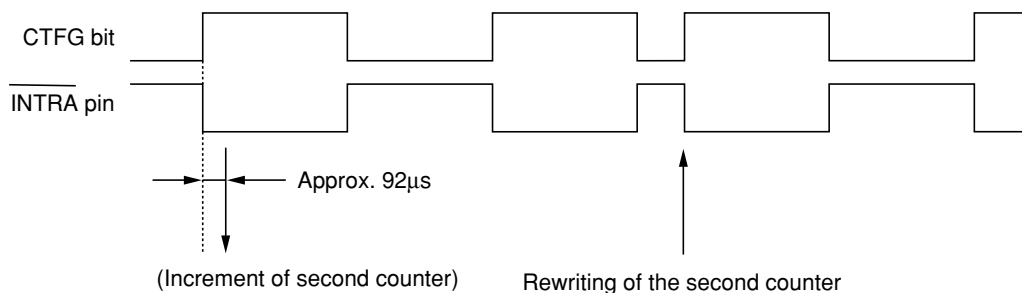 CTFG bit
INTRA pin
Approx. 92μs
(Increment of second counter)
Rewriting of the second counter